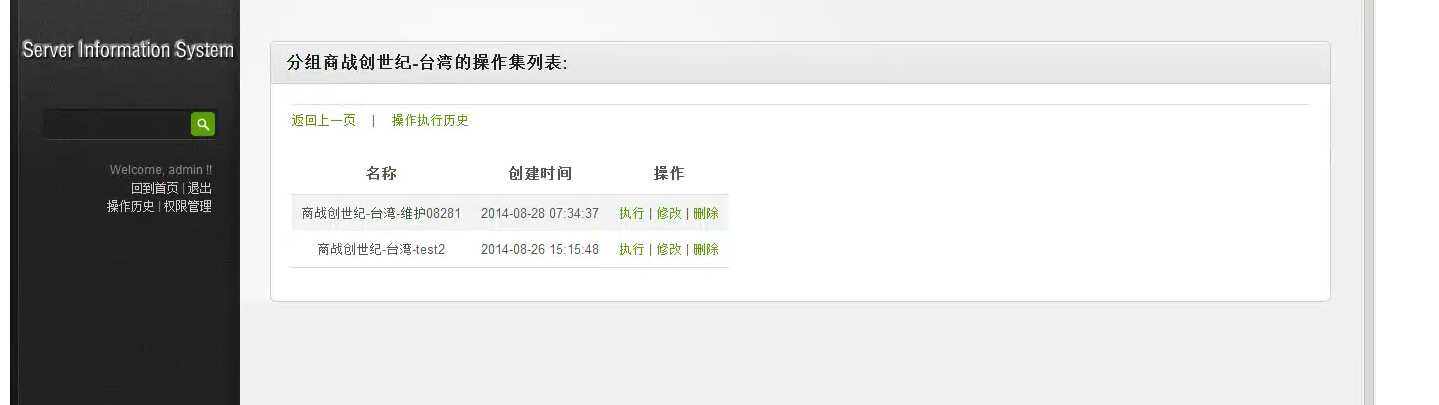 Server Information System
Welcome, admin !!
回到首页 | 退出
操作历史 | 权限管理
分组商战创世纪-台湾的操作集列表:
返回上一页 | 操作执行历史
名称 创建时间 操作
商战创世纪-台湾-维护08281 2014-08-28 07:34:37 执行 | 修改 | 删除
商战创世纪-台湾-test2 2014-08-26 15:15:48 执行 | 修改 | 删除